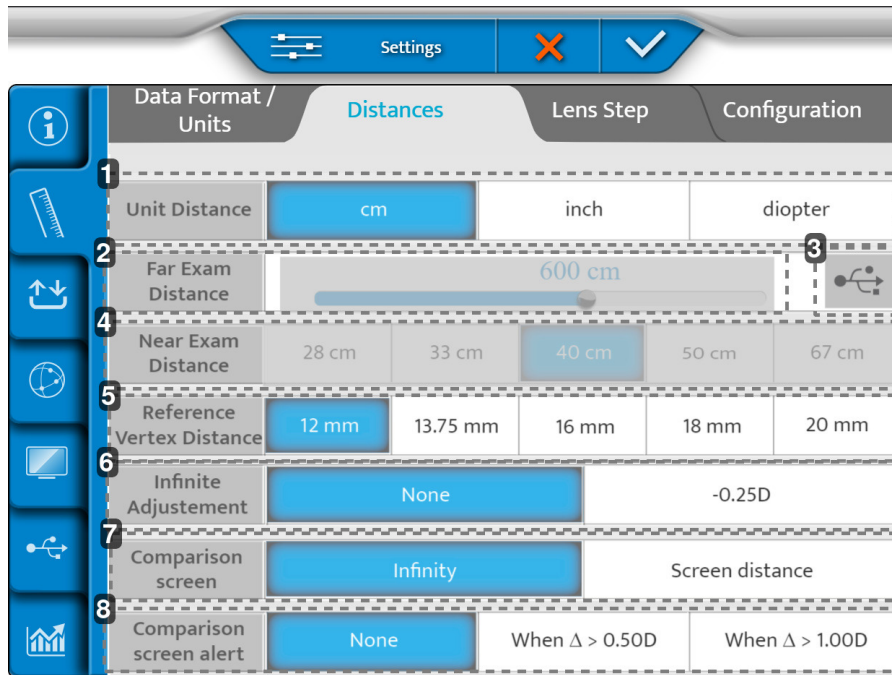 Settings
Data Format /
Units
Distances
Lens Step
Configuration
1
Unit Distance
cm
inch
diopter
2
Far Exam
Distance
600 cm
3
4
Near Exam
Distance
28 cm
33 cm
40 cm
50 cm
67 cm
5
Reference
Vertex Distance
12 mm
13.75 mm
16 mm
18 mm
20 mm
6
Infinite
Adjustement
None
-0.25D
7
Comparison
screen
Infinity
Screen distance
8
Comparison
screen alert
None
When Δ > 0.50D
When Δ > 1.00D